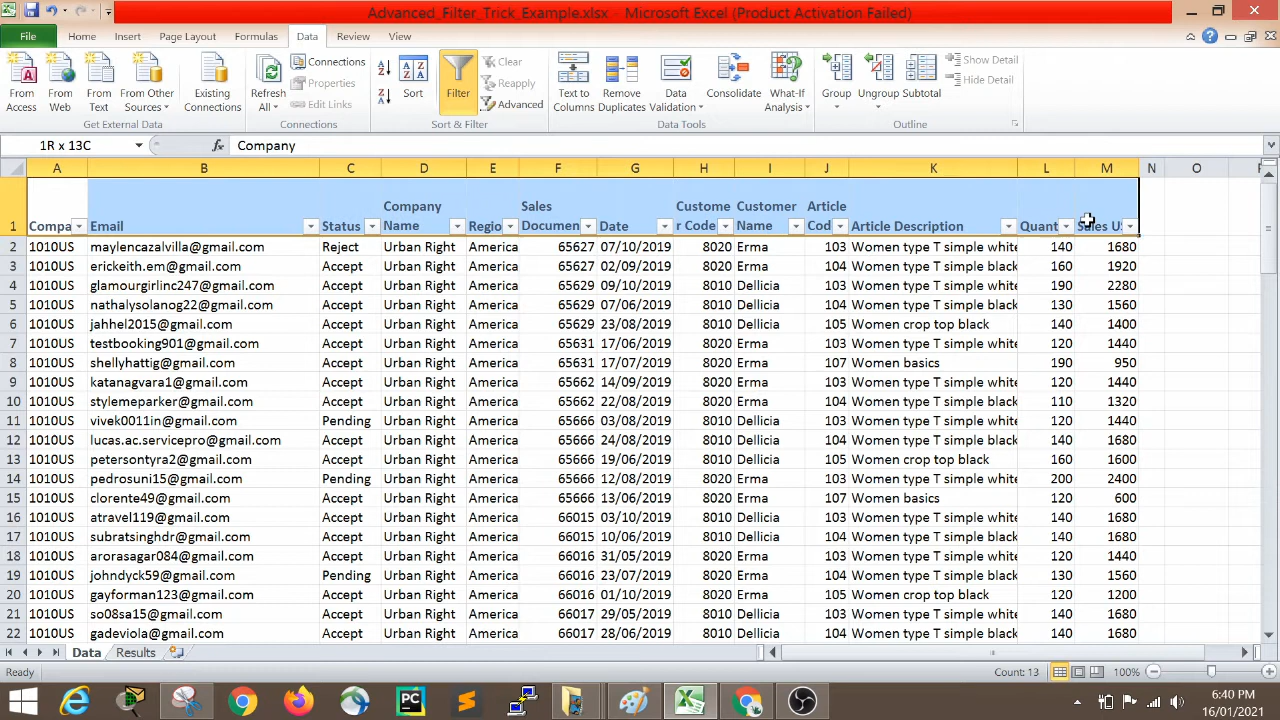 Advanced_Filter_Trick_Example.xlsx - Microsoft Excel (Product Activation Failed)
File Home Insert Page Layout Formulas Data Review View
From Access
From Web
From Text
From Other Sources
Existing Connections
Refresh All
Connections
Properties
Edit Links
Sort
Filter
Clear
Reapply
Advanced
Text to Columns
Remove Duplicates
Data Validation
Consolidate
What-If Analysis
Group
Ungroup
Subtotal
Show Detail
Hide Detail
Get External Data Connections Sort & Filter Data Tools Outline
1R x 13C fx Company
A B C D E F G H I J K L M N O
1 Compa Email Status Company Name Regio Sales Documen Date Custome r Code Customer Name Article Cod Article Description Quant Sales U
2 1010US maylencazalvilla@gmail.com Reject Urban Right America 65627 07/10/2019 8020 Erma 103 Women type T simple white 140 1680
3 1010US erickeith.em@gmail.com Accept Urban Right America 65627 02/09/2019 8020 Erma 104 Women type T simple black 160 1920
4 1010US glamourgirlinc247@gmail.com Accept Urban Right America 65629 09/10/2019 8010 Dellicia 103 Women type T simple white 190 2280
5 1010US nathalysolanog22@gmail.com Accept Urban Right America 65629 07/06/2019 8010 Dellicia 104 Women type T simple black 130 1560
6 1010US jahhel2015@gmail.com Accept Urban Right America 65629 23/08/2019 8010 Dellicia 105 Women crop top black 140 1400
7 1010US testbooking901@gmail.com Accept Urban Right America 65631 17/06/2019 8020 Erma 103 Women type T simple white 120 1440
8 1010US shellyhattig@gmail.com Accept Urban Right America 65631 17/07/2019 8020 Erma 107 Women basics 190 950
9 1010US katanagvara1@gmail.com Accept Urban Right America 65662 14/09/2019 8020 Erma 103 Women type T simple white 120 1440
10 1010US stylemeparker@gmail.com Accept Urban Right America 65662 22/08/2019 8020 Erma 104 Women type T simple black 110 1320
11 1010US vivek0011in@gmail.com Pending Urban Right America 65666 03/08/2019 8010 Dellicia 103 Women type T simple white 120 1440
12 1010US lucas.ac.servicepro@gmail.com Accept Urban Right America 65666 24/08/2019 8010 Dellicia 104 Women type T simple black 140 1680
13 1010US petersontyra2@gmail.com Accept Urban Right America 65666 19/06/2019 8010 Dellicia 105 Women crop top black 160 1600
14 1010US pedrosuni15@gmail.com Pending Urban Right America 65666 12/08/2019 8020 Erma 103 Women type T simple white 200 2400
15 1010US clorente49@gmail.com Accept Urban Right America 65666 13/06/2019 8020 Erma 107 Women basics 120 600
16 1010US atravel119@gmail.com Accept Urban Right America 66015 03/10/2019 8010 Dellicia 103 Women type T simple white 140 1680
17 1010US subratsinghdr@gmail.com Accept Urban Right America 66015 10/06/2019 8010 Dellicia 104 Women type T simple black 140 1680
18 1010US arorasagar084@gmail.com Accept Urban Right America 66016 31/05/2019 8020 Erma 103 Women type T simple white 120 1440
19 1010US johndyck59@gmail.com Pending Urban Right America 66016 23/07/2019 8020 Erma 104 Women type T simple black 130 1560
20 1010US gayforman123@gmail.com Accept Urban Right America 66016 01/10/2019 8020 Erma 105 Women crop top black 120 1200
21 1010US so08sa15@gmail.com Accept Urban Right America 66017 29/05/2019 8010 Dellicia 103 Women type T simple white 140 1680
22 1010US gadeviola@gmail.com Accept Urban Right America 66017 28/06/2019 8010 Dellicia 104 Women type T simple black 140 1680
Data Results
Ready Count: 13 100%
6:40 PM
16/01/2021